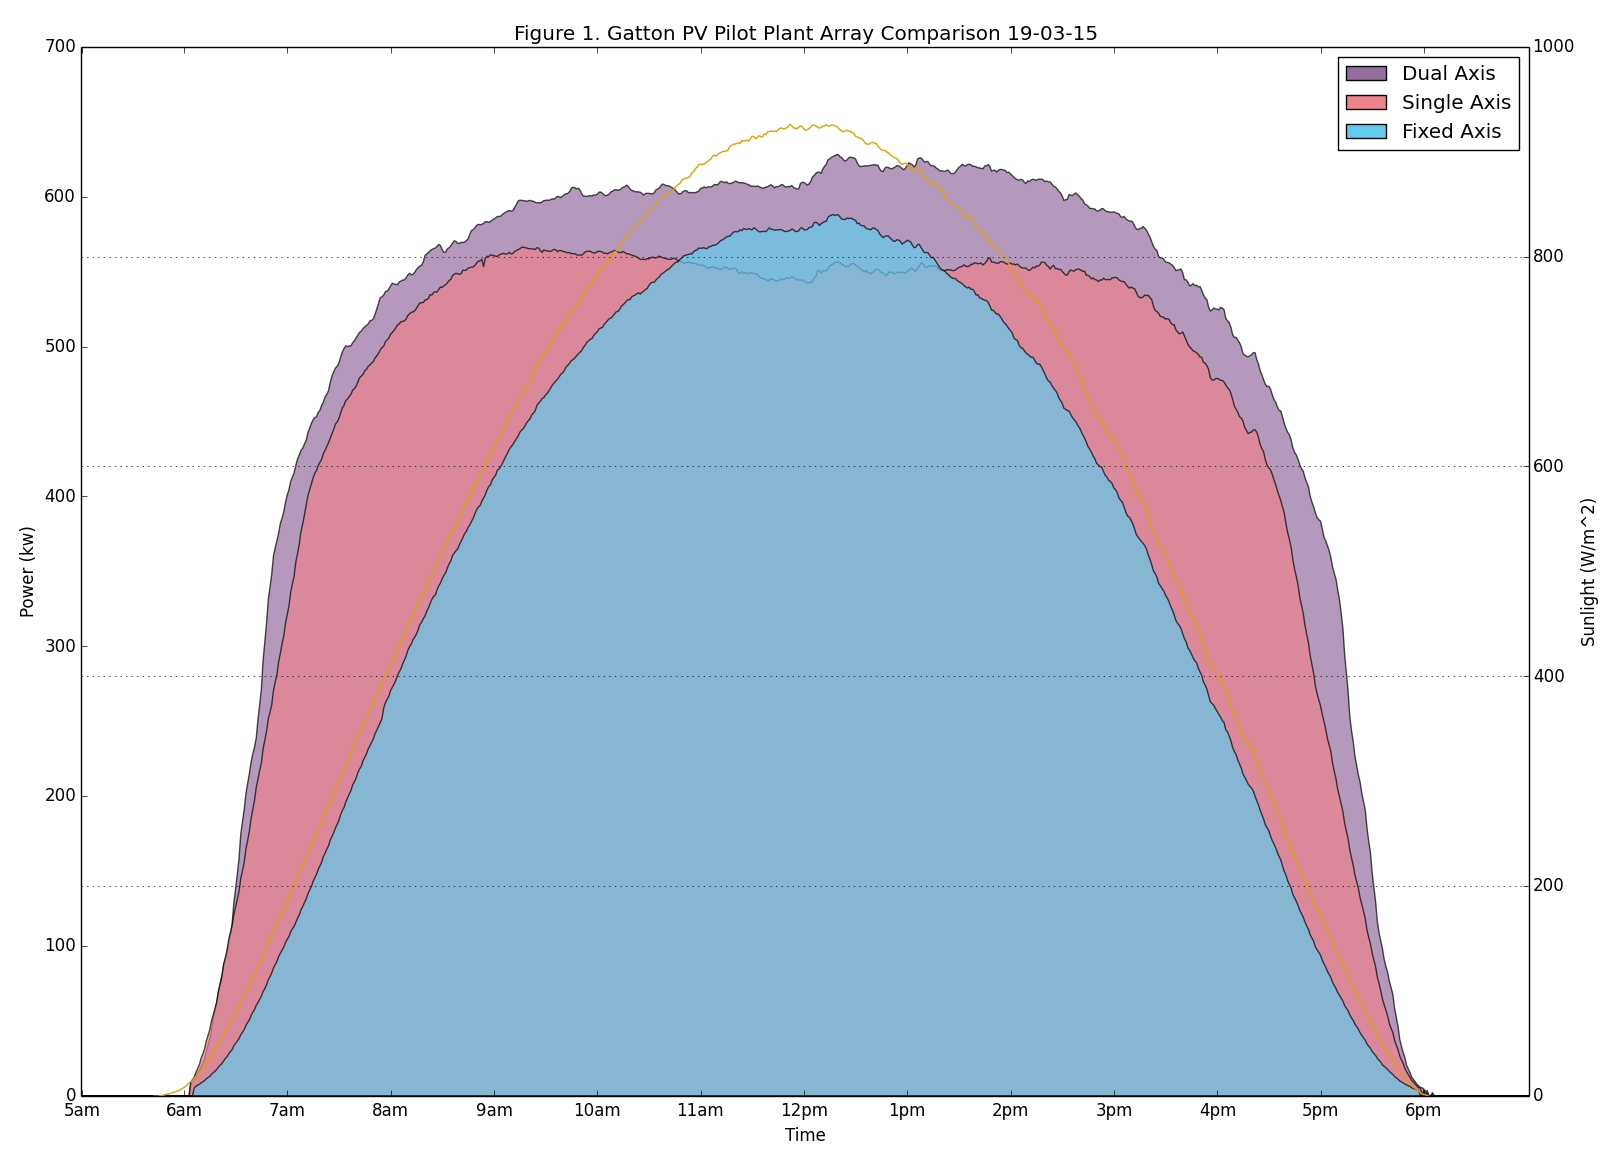 Figure 1. Gatton PV Pilot Plant Array Comparison 19-03-15
Dual Axis
Single Axis
Fixed Axis
Power (kw)
700
600
500
400
300
200
100
0
1000
800
600
400
200
0
Sunlight (W/m^2)
5am 6am 7am 8am 9am 10am 11am 12pm 1pm 2pm 3pm 4pm 5pm 6pm
Time